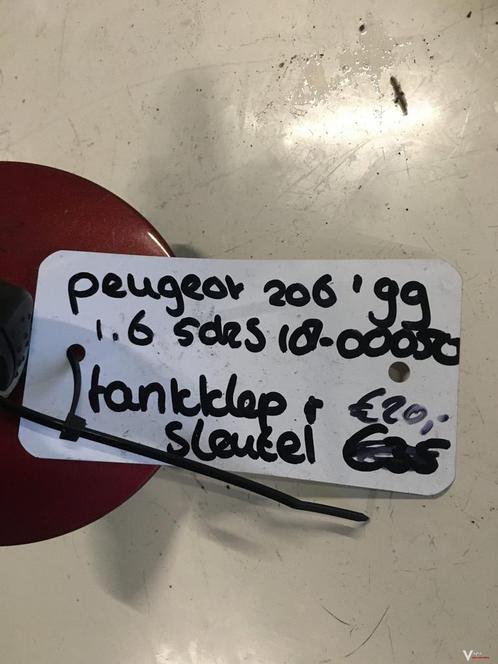 peugeot 206 '99
1.6 5drs 18-00050
tankklep + €20,-
sleutel €35